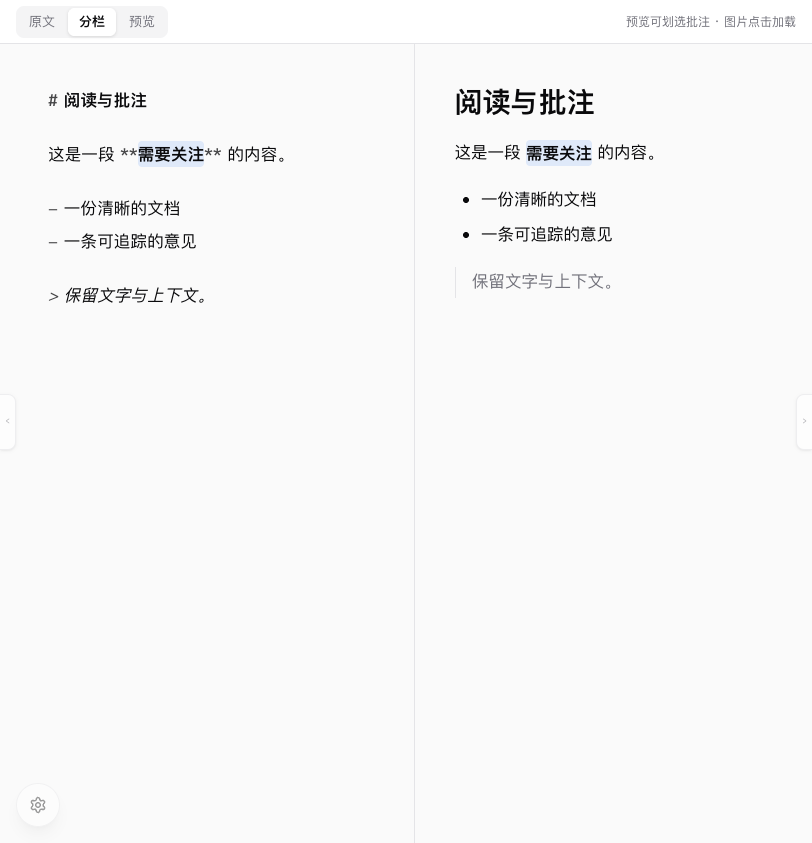 原文 分栏 预览 预览可划选批注 · 图片点击加载
# 阅读与批注
这是一段 **需要关注** 的内容。
– 一份清晰的文档
– 一条可追踪的意见
> 保留文字与上下文。
阅读与批注
这是一段 需要关注 的内容。
• 一份清晰的文档
• 一条可追踪的意见
保留文字与上下文。